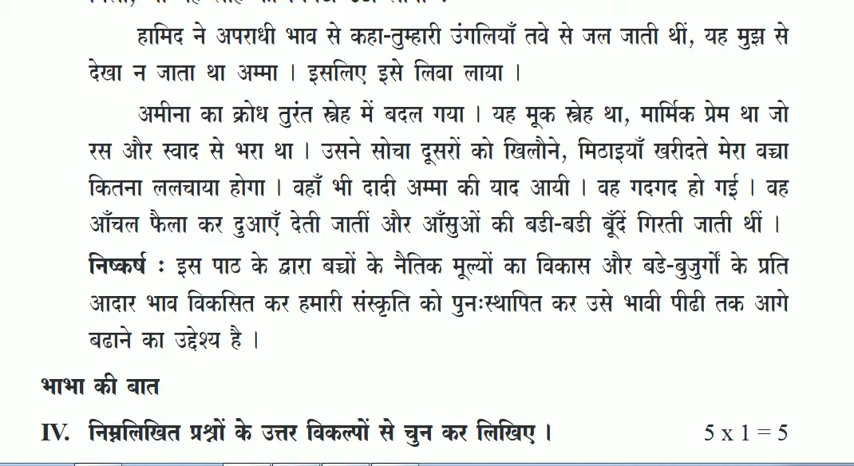 हामिद ने अपराधी भाव से कहा-तुम्हारी उंगलियाँ तवे से जल जाती थीं, यह मुझ से
देखा न जाता था अम्मा । इसलिए इसे लिवा लाया ।
अमीना का क्रोध तुरंत स्नेह में बदल गया । यह मूक स्नेह था, मार्मिक प्रेम था जो
रस और स्वाद से भरा था । उसने सोचा दूसरों को खिलौने, मिठाइयाँ खरीदते मेरा बच्चा
कितना ललचाया होगा । वहाँ भी दादी अम्मा की याद आयी । वह गदगद हो गई । वह
आँचल फैला कर दुआएँ देती जातीं और आँसुओं की बडी-बडी बूँदें गिरती जाती थीं ।
निष्कर्ष : इस पाठ के द्वारा बच्चों के नैतिक मूल्यों का विकास और बडे-बुजुर्गों के प्रति
आदार भाव विकसित कर हमारी संस्कृति को पुनःस्थापित कर उसे भावी पीढी तक आगे
बढाने का उद्देश्य है ।
भाभा की बात
IV. निम्नलिखित प्रश्नों के उत्तर विकल्पों से चुन कर लिखिए । 5 x 1 = 5